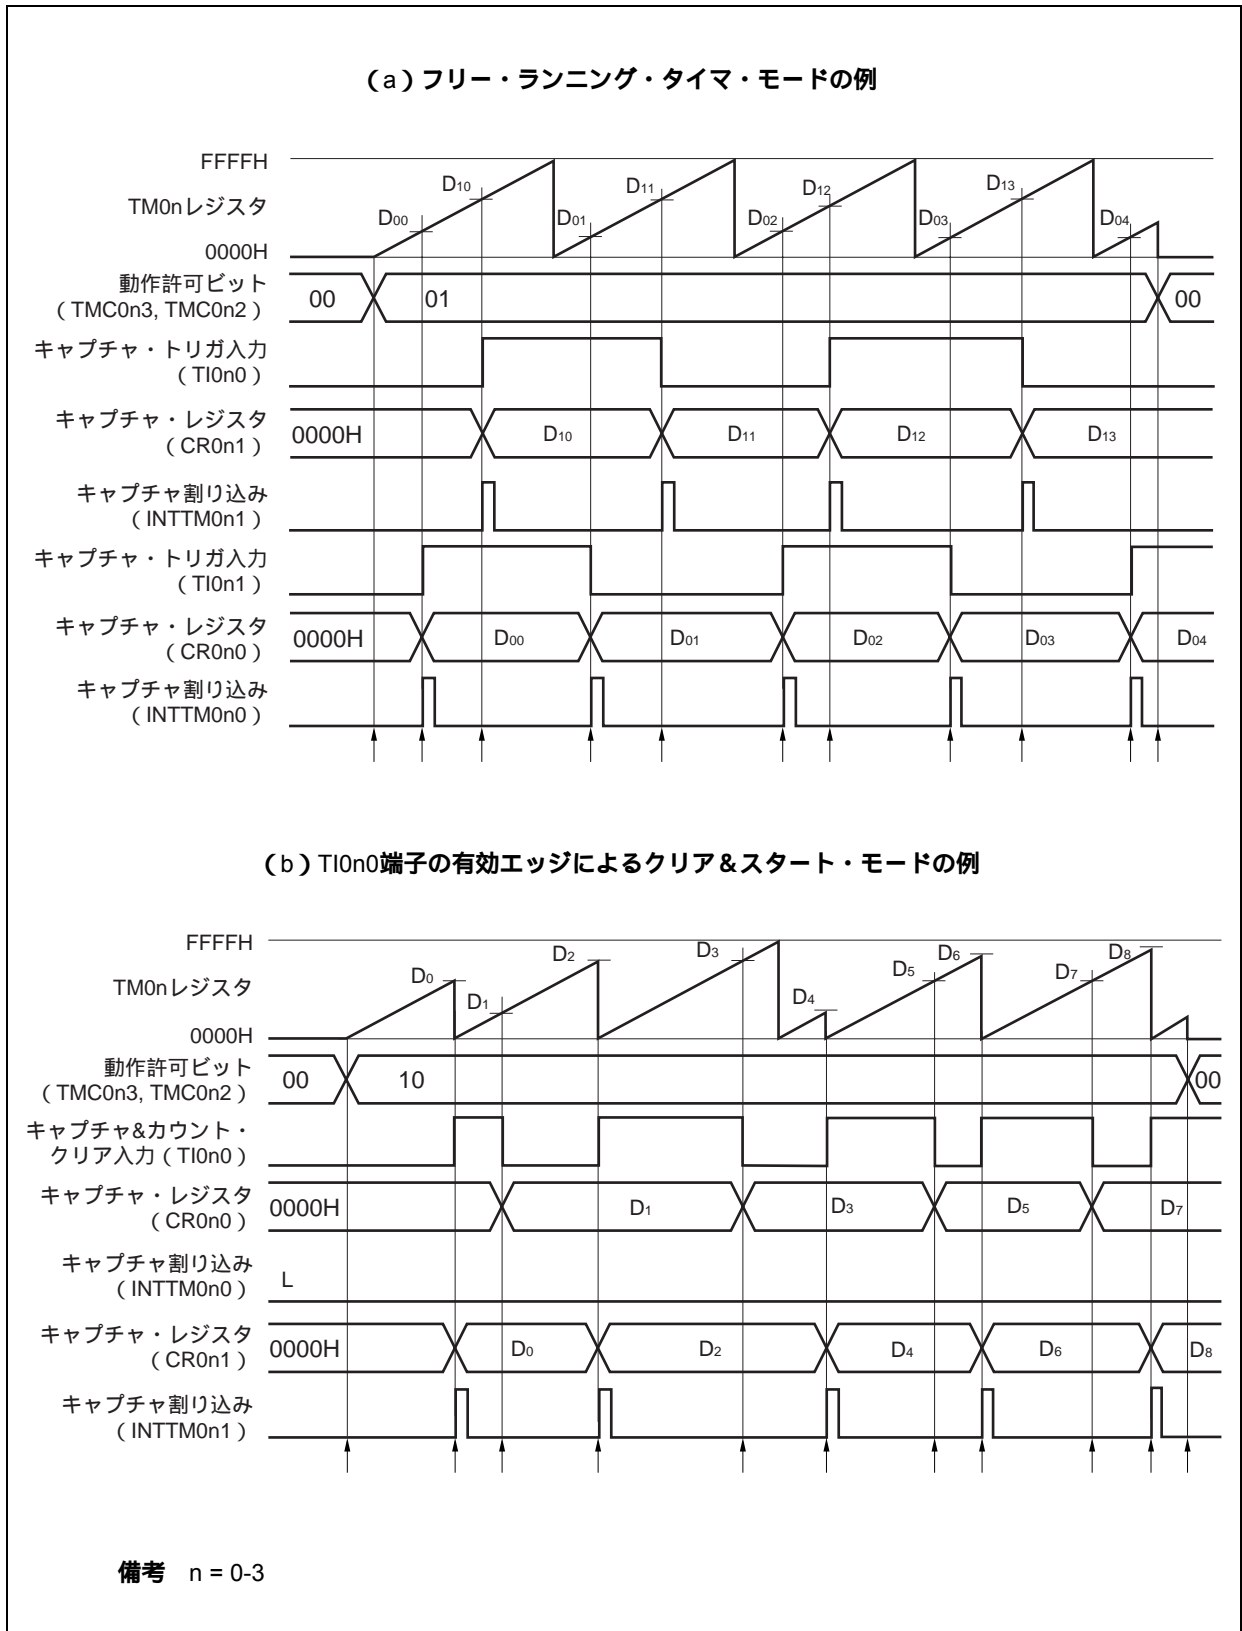 （a）フリー・ランニング・タイマ・モードの例
FFFFH
TM0nレジスタ
0000H
D00
D10
D01
D11
D02
D12
D03
D13
D04
動作許可ビット
（TMC0n3, TMC0n2）
00
01
00
キャプチャ・トリガ入力
（TI0n0）
キャプチャ・レジスタ
（CR0n1）
0000H
D10
D11
D12
D13
キャプチャ割り込み
（INTTM0n1）
キャプチャ・トリガ入力
（TI0n1）
キャプチャ・レジスタ
（CR0n0）
0000H
D00
D01
D02
D03
D04
キャプチャ割り込み
（INTTM0n0）
（b）TI0n0端子の有効エッジによるクリア＆スタート・モードの例
FFFFH
TM0nレジスタ
0000H
D0
D1
D2
D3
D4
D5
D6
D7
D8
動作許可ビット
（TMC0n3, TMC0n2）
00
10
00
キャプチャ&カウント・
クリア入力（TI0n0）
キャプチャ・レジスタ
（CR0n0）
0000H
D1
D3
D5
D7
キャプチャ割り込み
（INTTM0n0）
L
キャプチャ・レジスタ
（CR0n1）
0000H
D0
D2
D4
D6
D8
キャプチャ割り込み
（INTTM0n1）
備考　n = 0-3